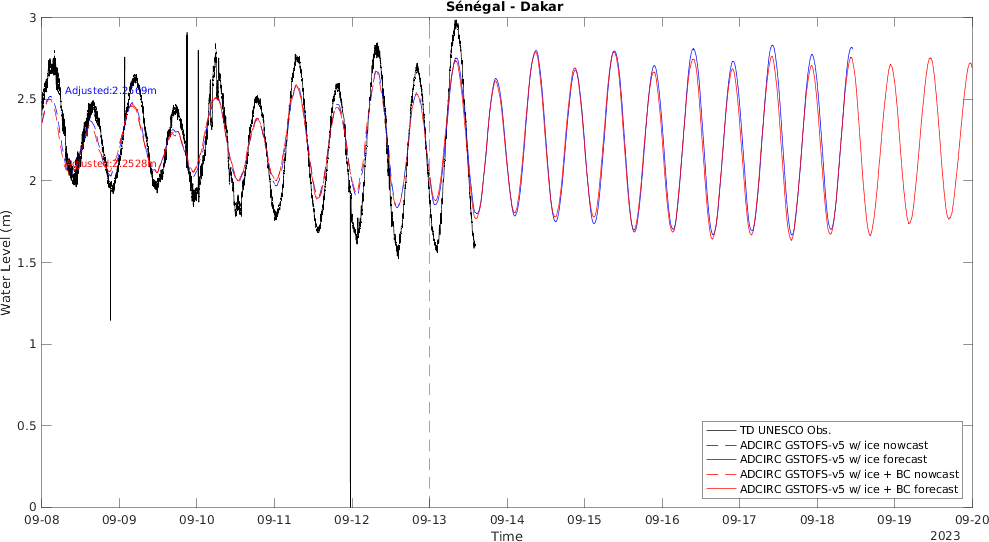 Sénégal - Dakar
3
2.5
2
1.5
1
0.5
0
Water Level (m)
Adjusted:2.2569m
Adjusted:2.2528m
TD UNESCO Obs.
ADCIRC GSTOFS-v5 w/ ice nowcast
ADCIRC GSTOFS-v5 w/ ice forecast
ADCIRC GSTOFS-v5 w/ ice + BC nowcast
ADCIRC GSTOFS-v5 w/ ice + BC forecast
09-08 09-09 09-10 09-11 09-12 09-13 09-14 09-15 09-16 09-17 09-18 09-19 09-20
Time
2023